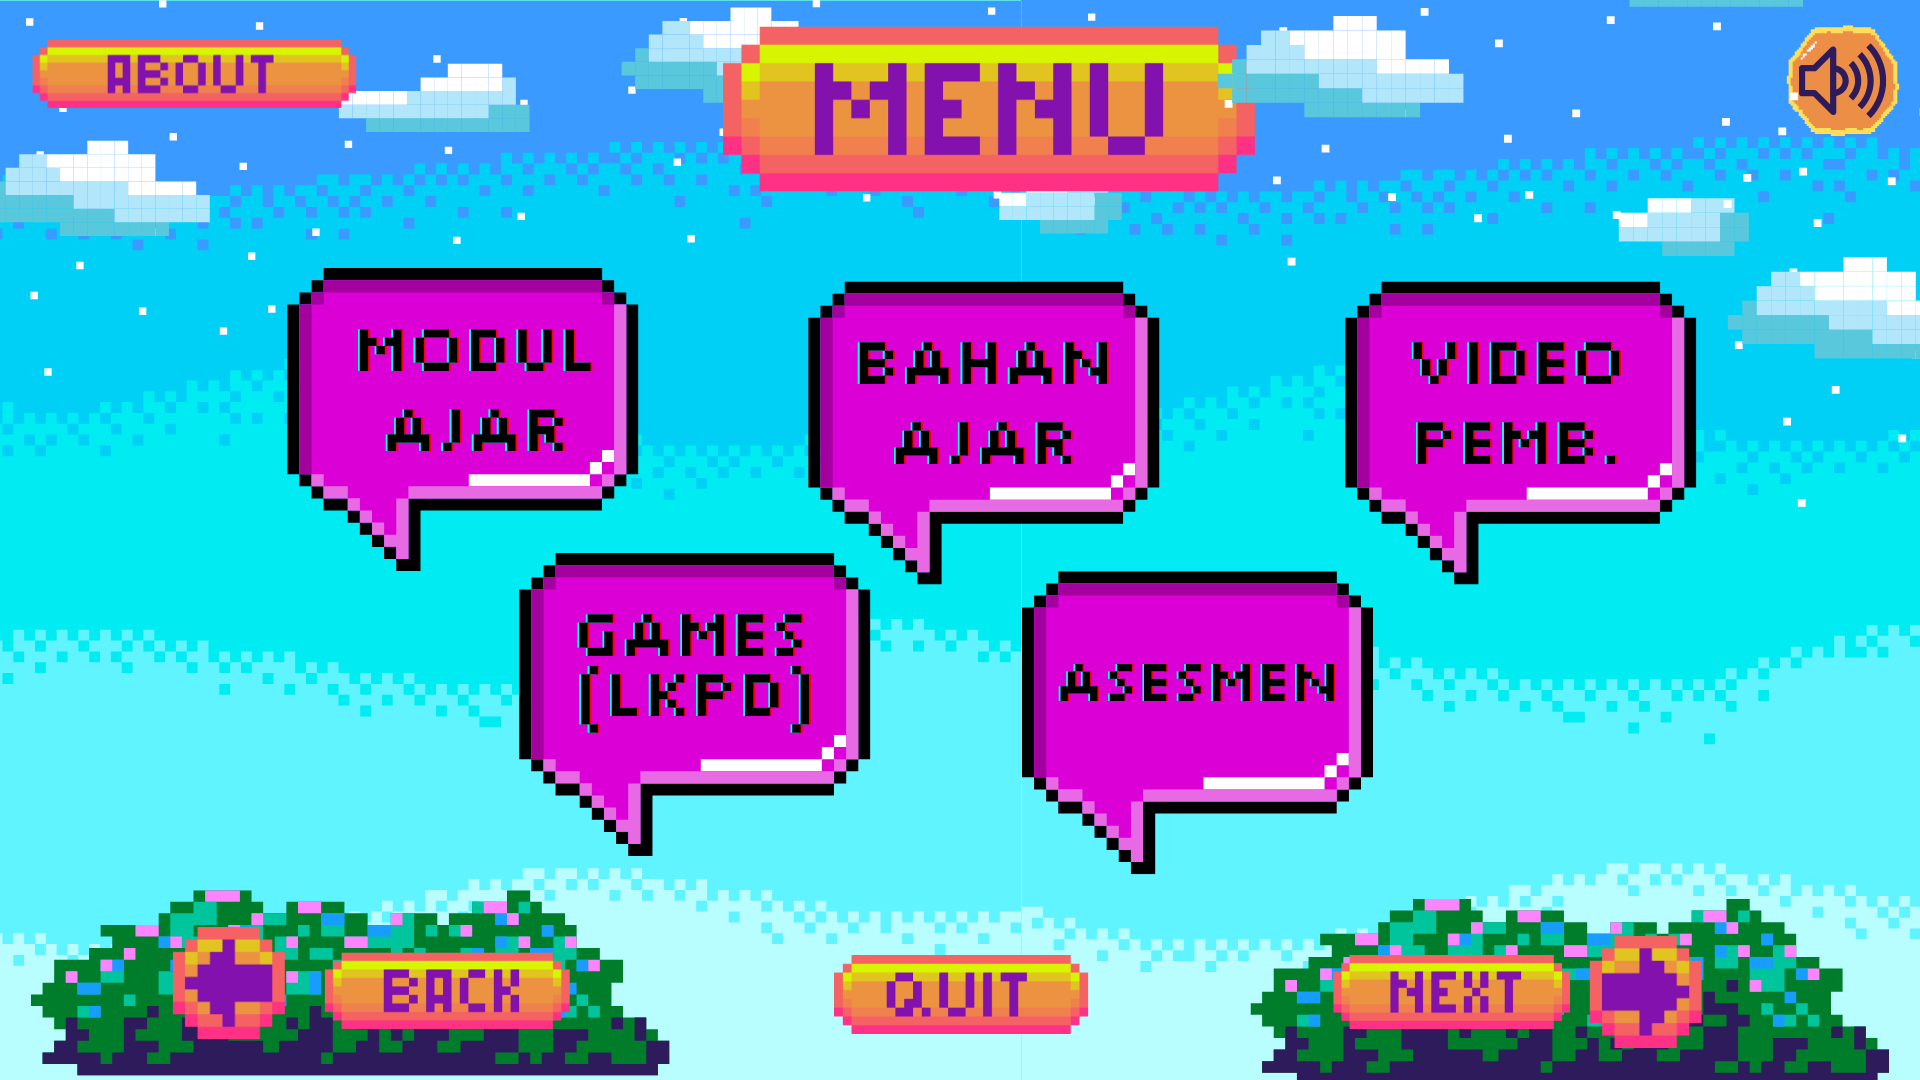 ABOUT
MENU
MODUL
AJAR
BAHAN
AJAR
VIDEO
PEMB.
GAMES
(LKPD)
ASESMEN
BACK
QUIT
NEXT